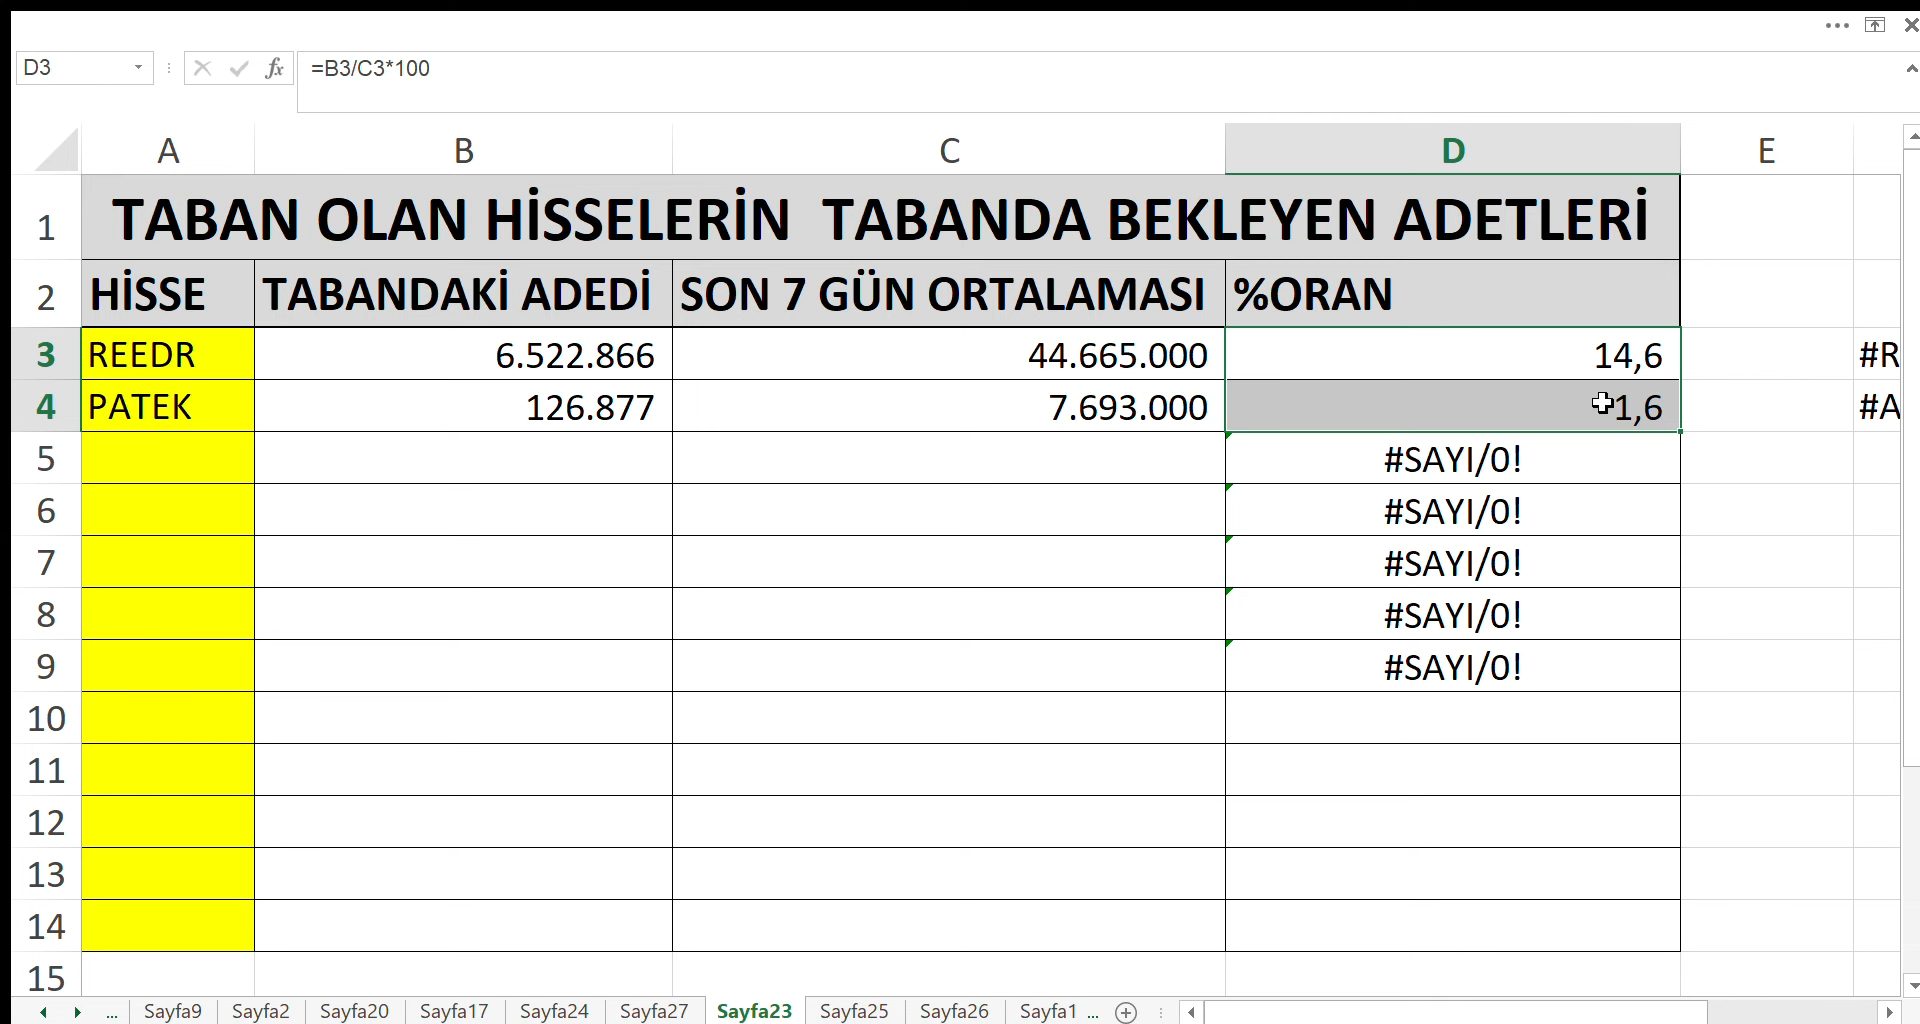 D3 fx =B3/C3*100
A B C D E
1 TABAN OLAN HİSSELERİN TABANDA BEKLEYEN ADETLERİ
2 HİSSE TABANDAKİ ADEDİ SON 7 GÜN ORTALAMASI %ORAN
3 REEDR 6.522.866 44.665.000 14,6 #R
4 PATEK 126.877 7.693.000 1,6 #A
5 #SAYI/0!
6 #SAYI/0!
7 #SAYI/0!
8 #SAYI/0!
9 #SAYI/0!
10
11
12
13
14
15
... Sayfa9 Sayfa2 Sayfa20 Sayfa17 Sayfa24 Sayfa27 Sayfa23 Sayfa25 Sayfa26 Sayfa1 ...